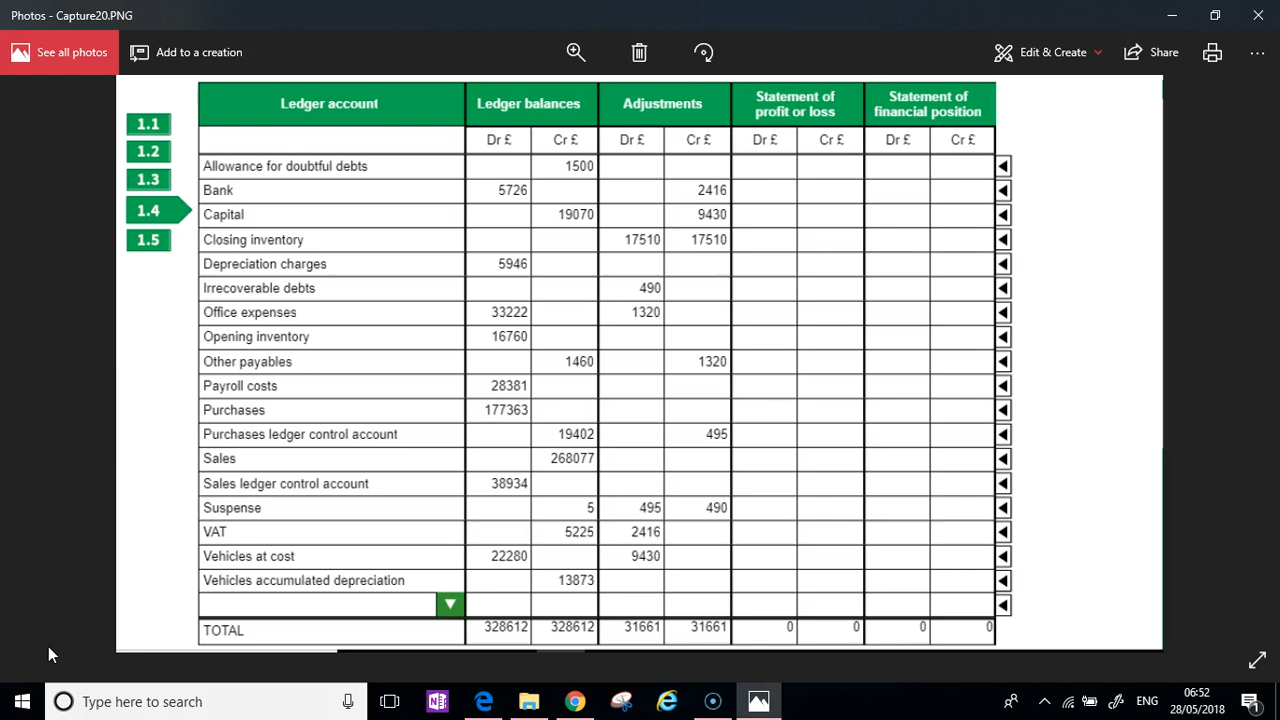 Photos - Capture20.PNG
See all photos
Add to a creation
Edit & Create
Share
1.1
1.2
1.3
1.4
1.5
Ledger account Ledger balances Adjustments Statement of profit or loss Statement of financial position
Dr £ Cr £ Dr £ Cr £ Dr £ Cr £ Dr £ Cr £
Allowance for doubtful debts 1500
Bank 5726 2416
Capital 19070 9430
Closing inventory 17510 17510
Depreciation charges 5946
Irrecoverable debts 490
Office expenses 33222 1320
Opening inventory 16760
Other payables 1460 1320
Payroll costs 28381
Purchases 177363
Purchases ledger control account 19402 495
Sales 268077
Sales ledger control account 38934
Suspense 5 495 490
VAT 5225 2416
Vehicles at cost 22280 9430
Vehicles accumulated depreciation 13873
TOTAL 328612 328612 31661 31661 0 0 0 0
Type here to search
ENG
06:52
28/05/2018
1